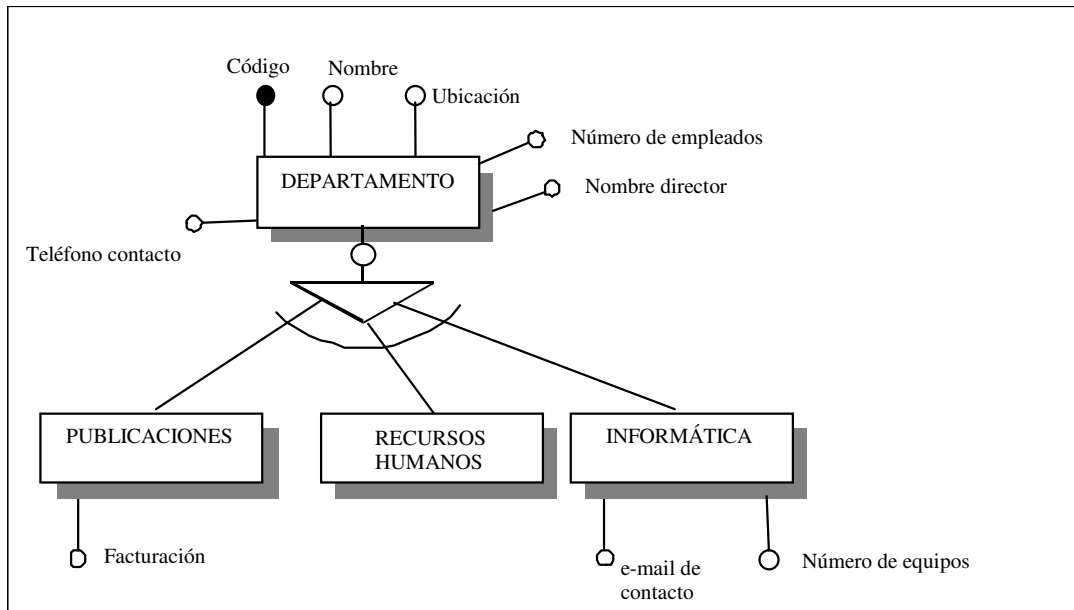 Código
Nombre
Ubicación
Número de empleados
DEPARTAMENTO
Nombre director
Teléfono contacto
PUBLICACIONES
RECURSOS
HUMANOS
INFORMÁTICA
Facturación
e-mail de
contacto
Número de equipos